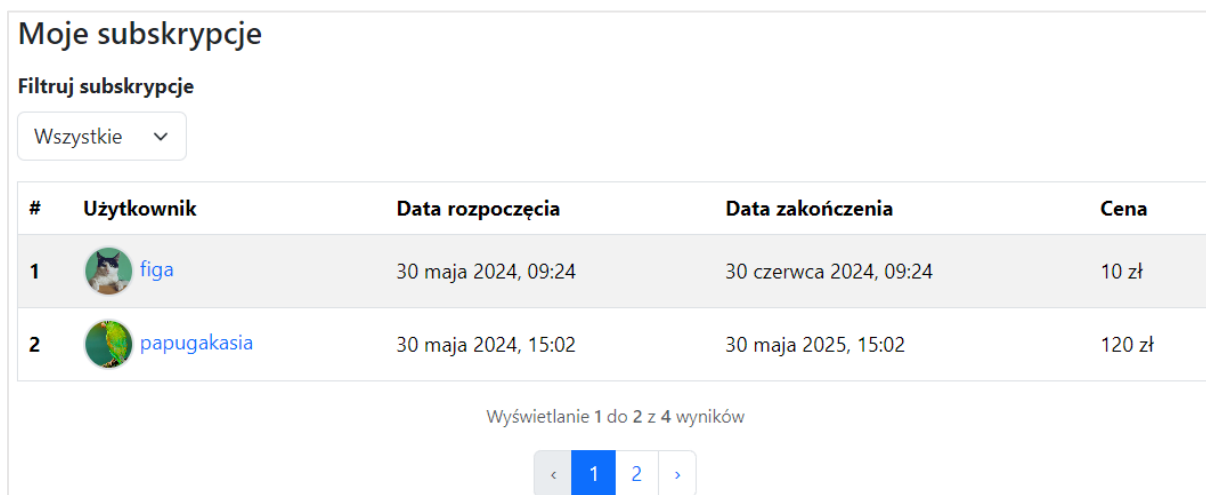 Moje subskrypcje
Filtruj subskrypcje
Wszystkie
# Użytkownik Data rozpoczęcia Data zakończenia Cena
1 figa 30 maja 2024, 09:24 30 czerwca 2024, 09:24 10 zł
2 papugakasia 30 maja 2024, 15:02 30 maja 2025, 15:02 120 zł
Wyświetlanie 1 do 2 z 4 wyników
‹ 1 2 ›